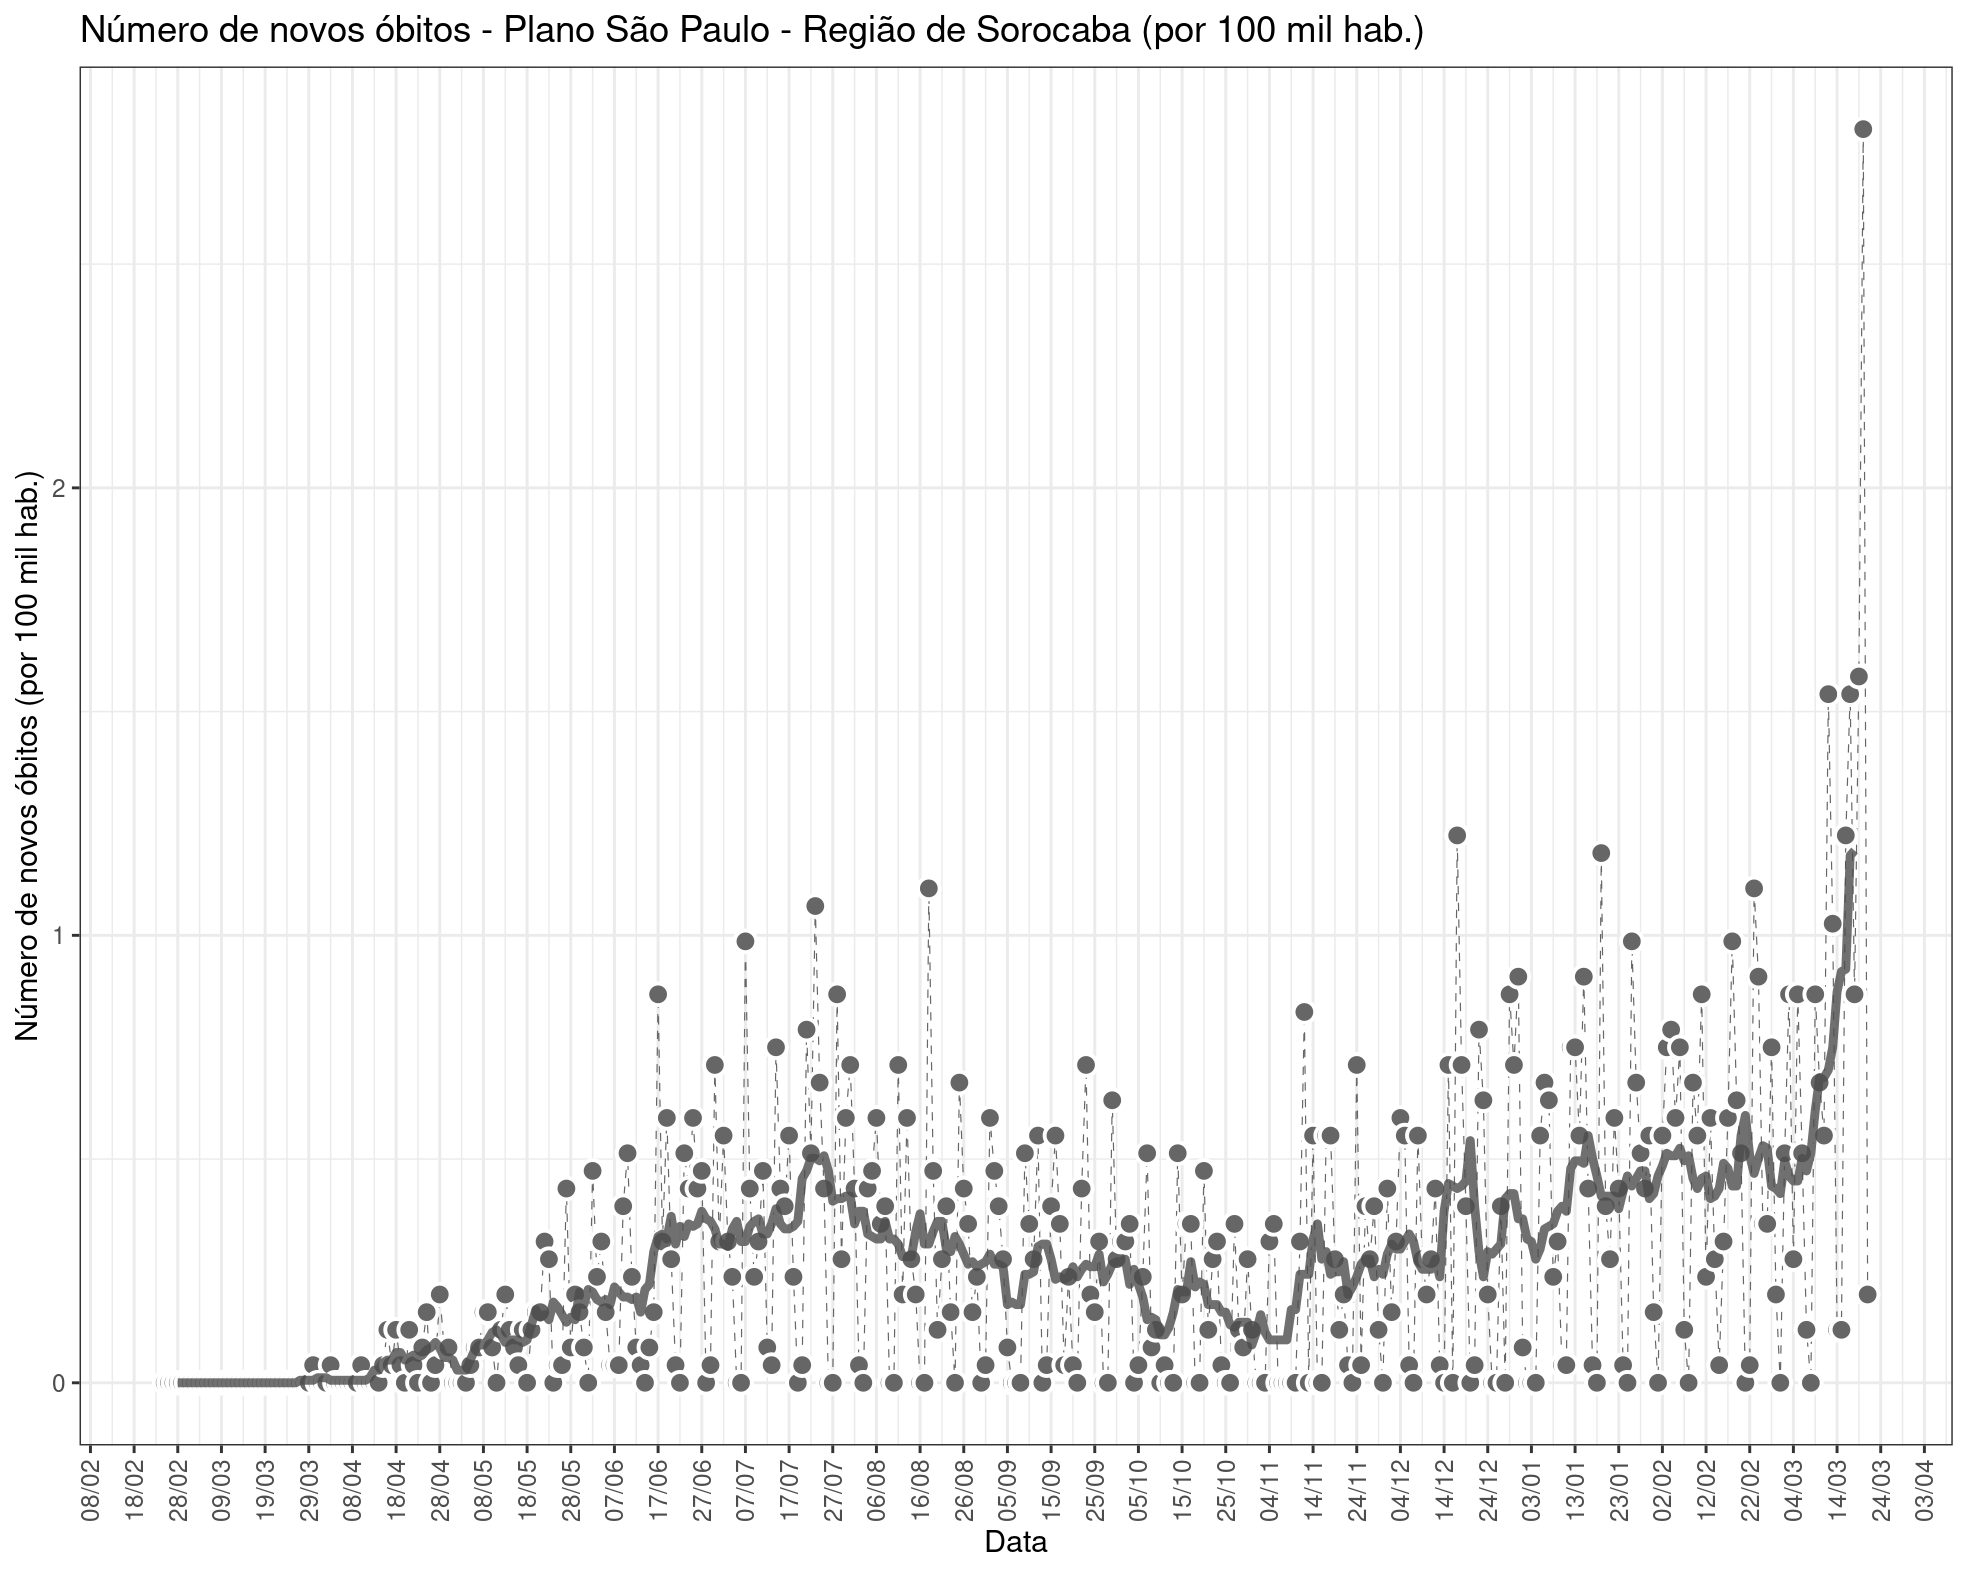 Número de novos óbitos - Plano São Paulo - Região de Sorocaba (por 100 mil hab.)
Número de novos óbitos (por 100 mil hab.)
2
1
0
08/02 18/02 28/02 09/03 19/03 29/03 08/04 18/04 28/04 08/05 18/05 28/05 07/06 17/06 27/06 07/07 17/07 27/07 06/08 16/08 26/08 05/09 15/09 25/09 05/10 15/10 25/10 04/11 14/11 24/11 04/12 14/12 24/12 03/01 13/01 23/01 02/02 12/02 22/02 04/03 14/03 24/03 03/04
Data